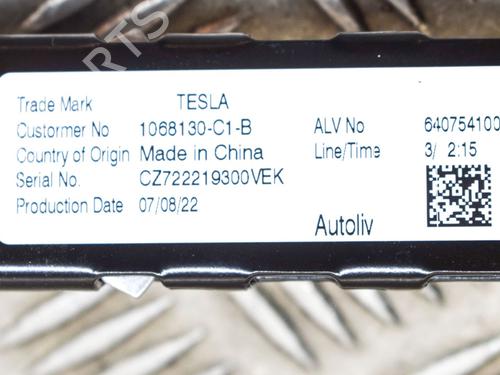 Trade Mark TESLA
Custormer No 1068130-C1-B ALV No 640754100
Country of Origin Made in China Line/Time 3/ 2:15
Serial No. CZ722219300VEK
Production Date 07/08/22
Autoliv